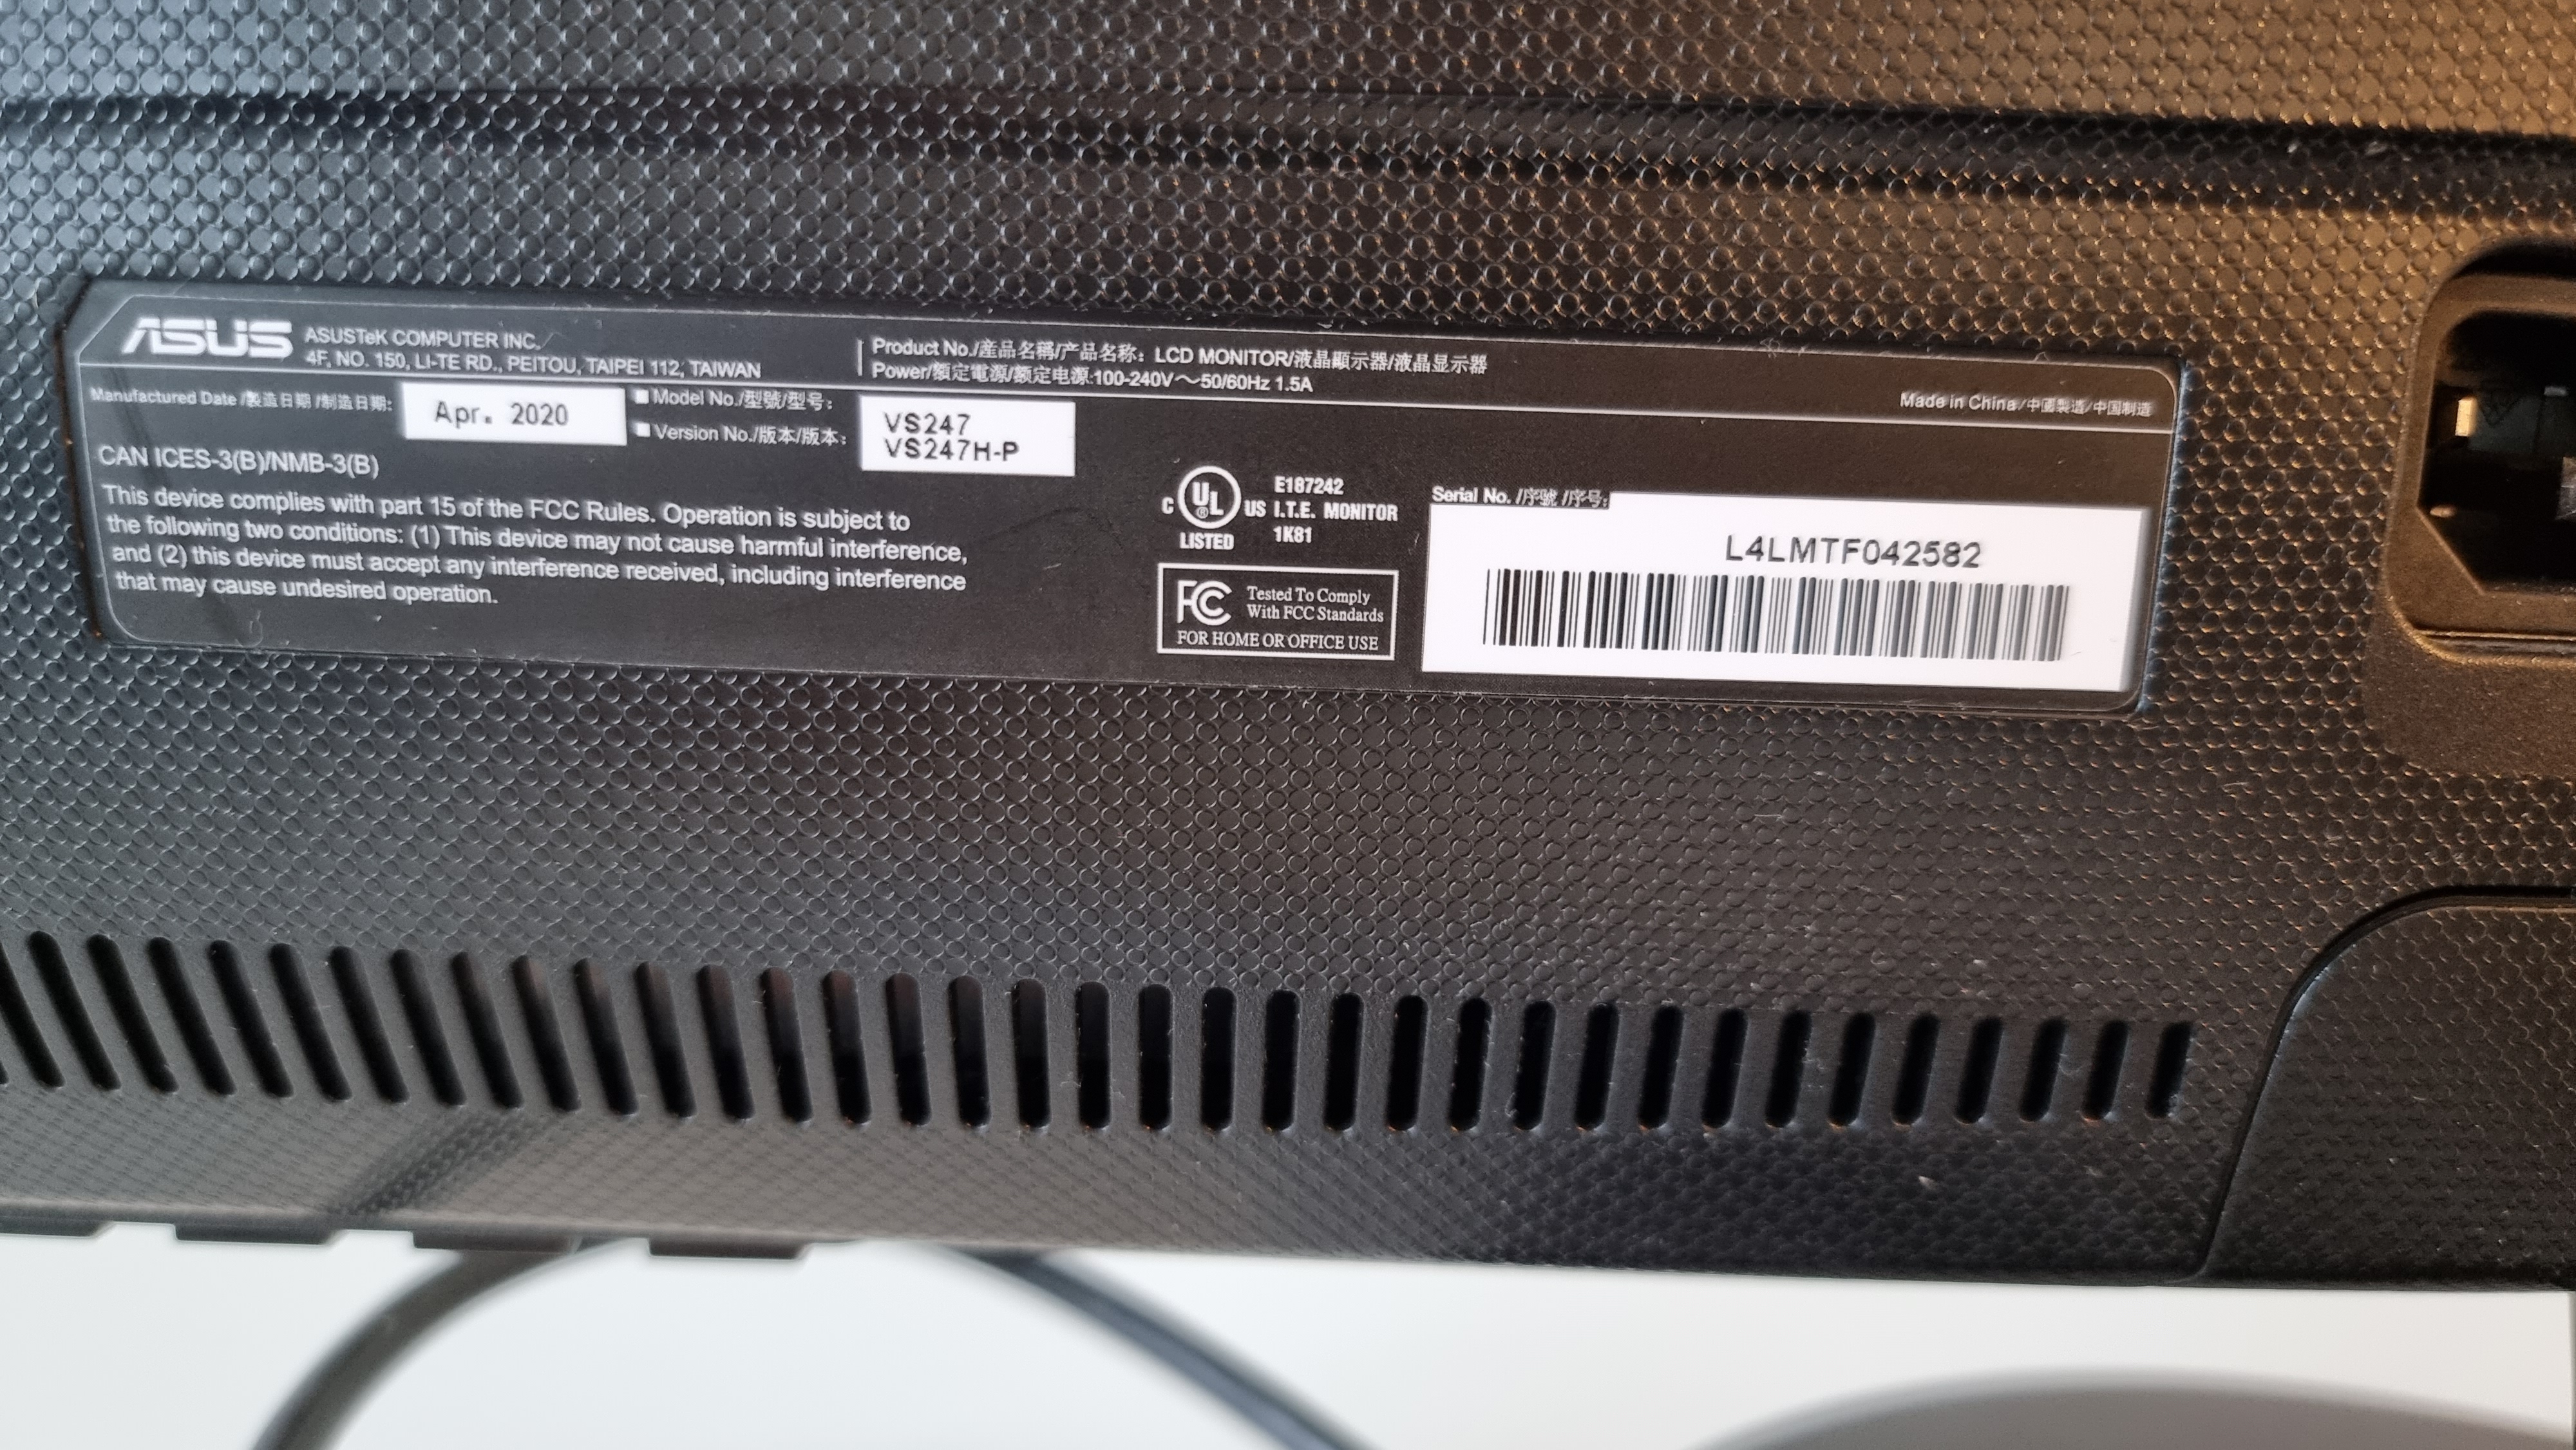 ASUS ASUSTeK COMPUTER INC.
4F, NO. 150, LI-TE RD., PEITOU, TAIPEI 112, TAIWAN
Product No./產品名稱/产品名称: LCD MONITOR/液晶顯示器/液晶显示器
Power/額定電源/额定电源:100-240V～50/60Hz 1.5A
Made in China/中國製造/中国制造
Manufactured Date /製造日期 /制造日期:
Apr. 2020
■ Model No./型號/型号:
■ Version No./版本/版本:
VS247
VS247H-P
CAN ICES-3(B)/NMB-3(B)
This device complies with part 15 of the FCC Rules. Operation is subject to
the following two conditions: (1) This device may not cause harmful interference,
and (2) this device must accept any interference received, including interference
that may cause undesired operation.
C UL ® US
LISTED
E187242
I.T.E. MONITOR
1K81
FC Tested To Comply
With FCC Standards
FOR HOME OR OFFICE USE
Serial No. /序號 /序号:
L4LMTF042582